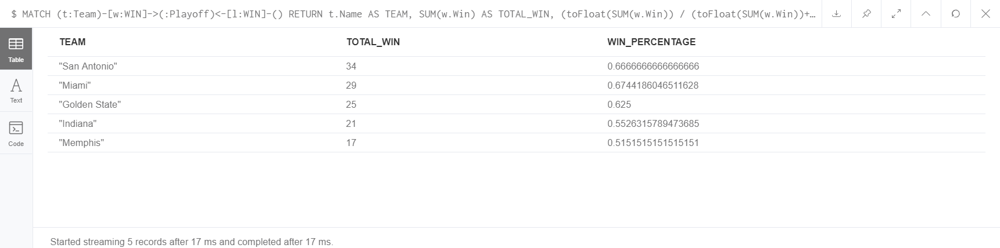 $ MATCH (t:Team)-[w:WIN]->(:Playoff)<-[l:WIN]-() RETURN t.Name AS TEAM, SUM(w.Win) AS TOTAL_WIN, (toFloat(SUM(w.Win)) / (toFloat(SUM(w.Win))+…
Table
Text
Code
TEAM TOTAL_WIN WIN_PERCENTAGE
"San Antonio" 34 0.6666666666666666
"Miami" 29 0.6744186046511628
"Golden State" 25 0.625
"Indiana" 21 0.5526315789473685
"Memphis" 17 0.5151515151515151
Started streaming 5 records after 17 ms and completed after 17 ms.